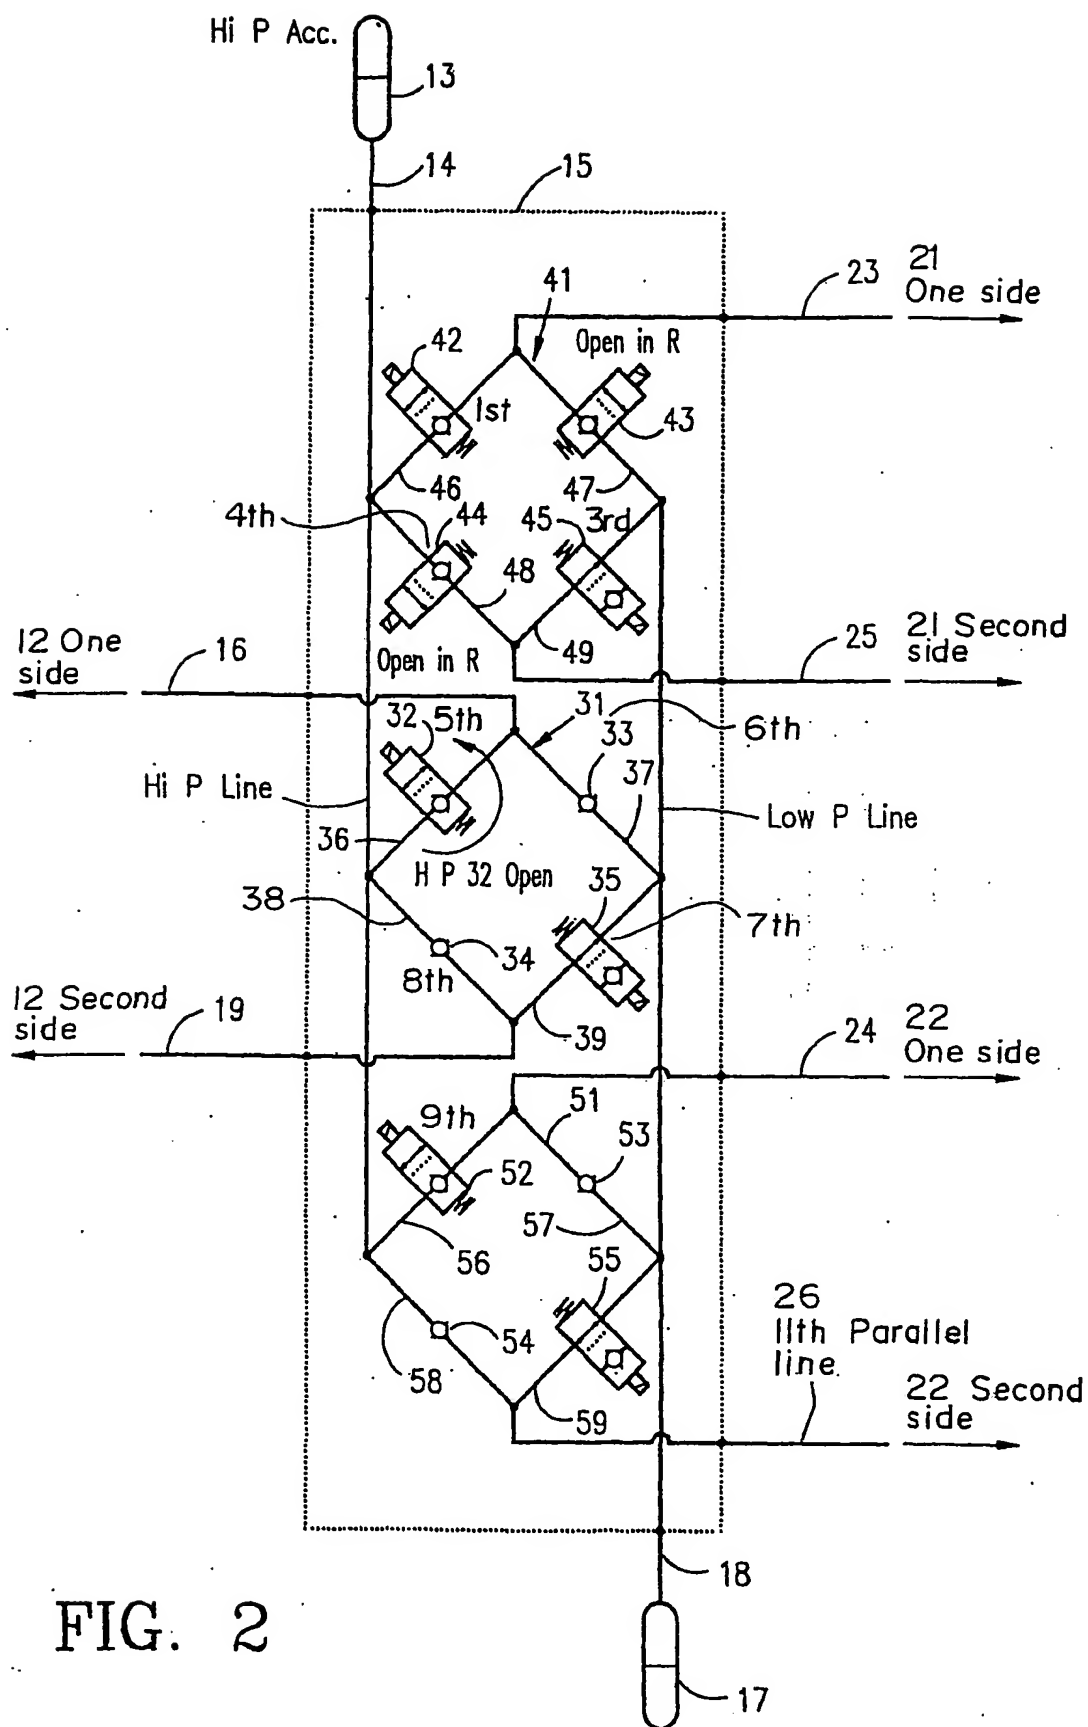 Hi P Acc.
13
14
15
23
21
One side
41
Open in R
42
1st
43
46
47
4th
44
45
3rd
48
49
12 One
side
16
Open in R
25
21 Second
side
32
5th
31
33
6th
37
Hi P Line
Low P Line
36
H P 32 Open
35
38
34
7th
8th
12 Second
side
19
39
24
22
One side
51
9th
53
52
57
56
55
26
11th Parallel
line
54
58
59
22 Second
side
18
FIG. 2
17